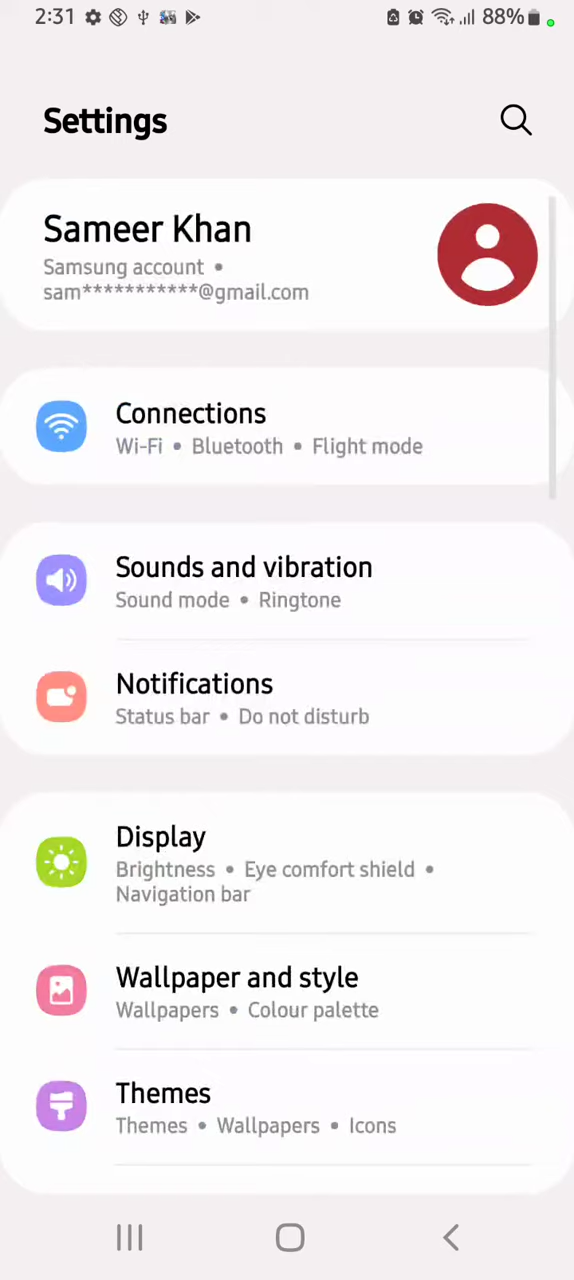 2:31 88%
Settings
Sameer Khan
Samsung account •
sam***********@gmail.com
Connections
Wi-Fi • Bluetooth • Flight mode
Sounds and vibration
Sound mode • Ringtone
Notifications
Status bar • Do not disturb
Display
Brightness • Eye comfort shield •
Navigation bar
Wallpaper and style
Wallpapers • Colour palette
Themes
Themes • Wallpapers • Icons